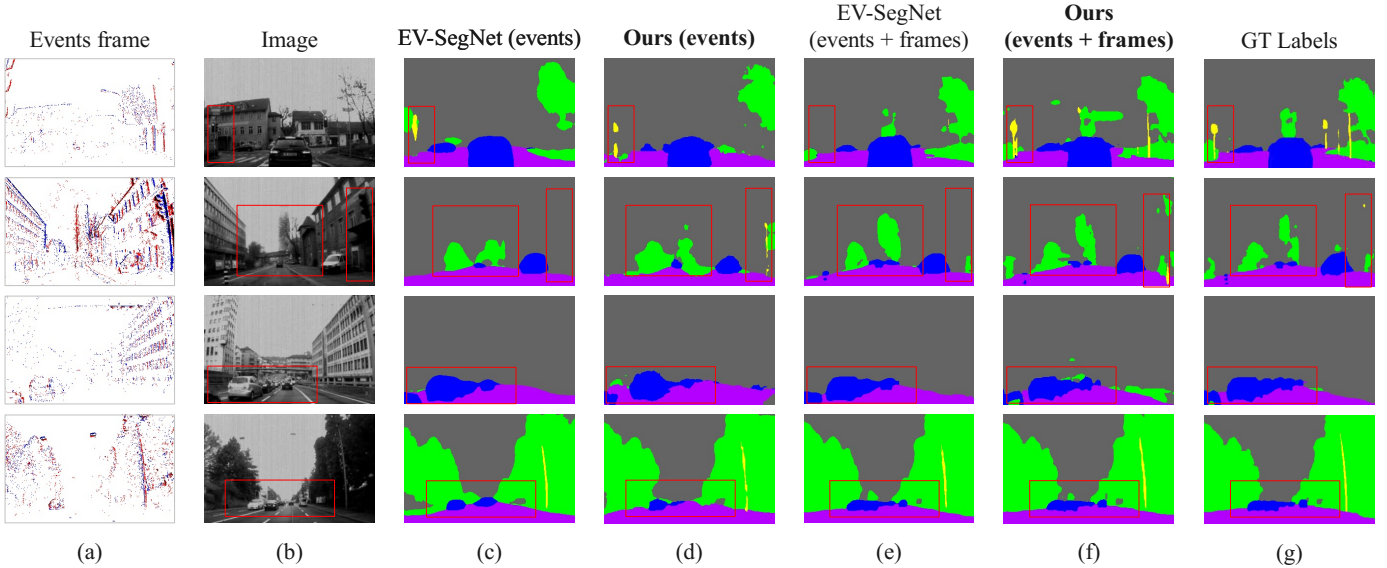 Events frame
Image
EV-SegNet (events)
Ours (events)
EV-SegNet
(events + frames)
Ours
(events + frames)
GT Labels
(a)
(b)
(c)
(d)
(e)
(f)
(g)